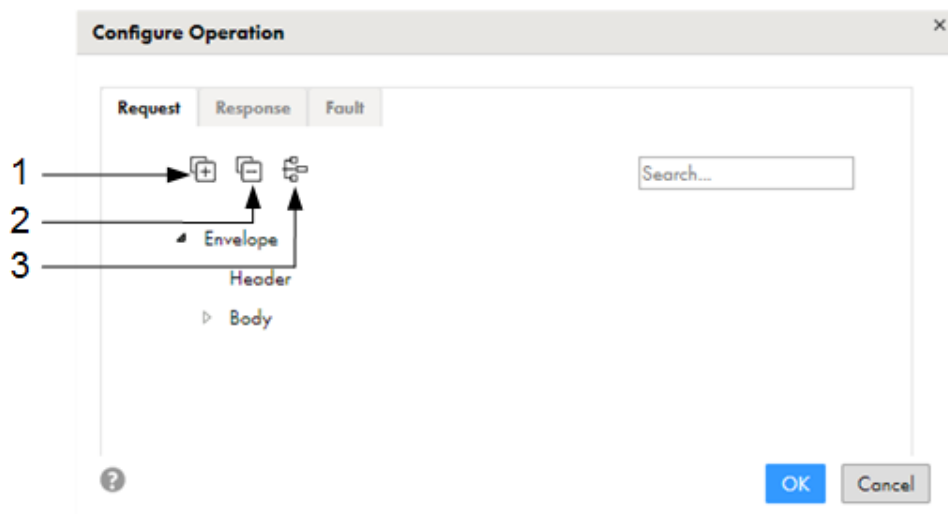 Configure Operation ×
Request Response Fault
1
Search...
2
Envelope
3
Header
Body
?
OK Cancel